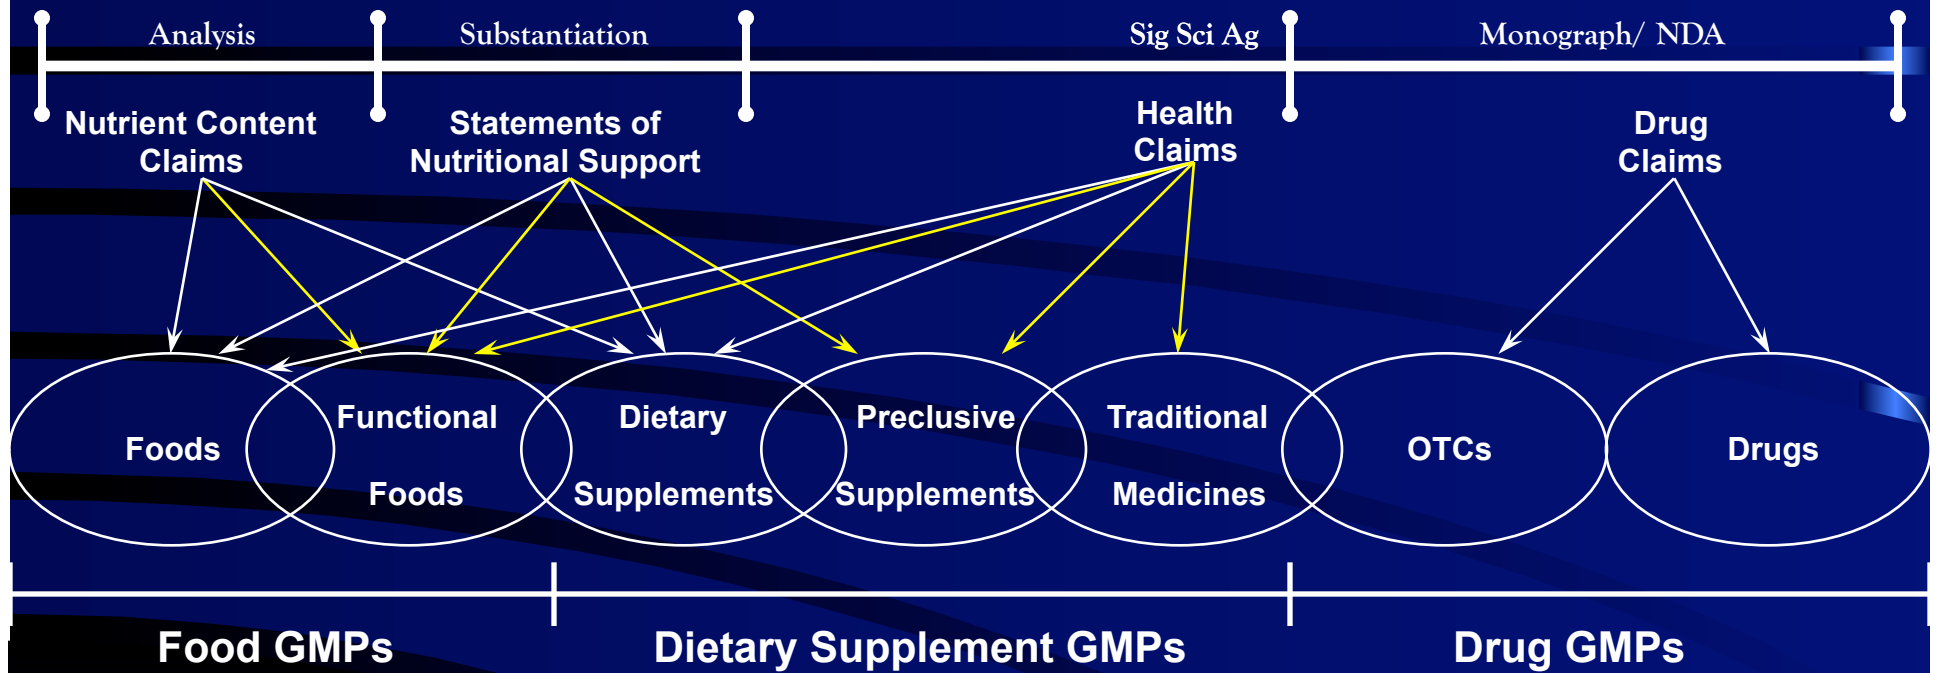 Analysis
Substantiation
Sig Sci Ag
Monograph/ NDA
Nutrient Content
Claims
Statements of
Nutritional Support
Health
Claims
Drug
Claims
Foods
Functional
Foods
Dietary
Supplements
Preclusive
Supplements
Traditional
Medicines
OTCs
Drugs
Food GMPs
Dietary Supplement GMPs
Drug GMPs